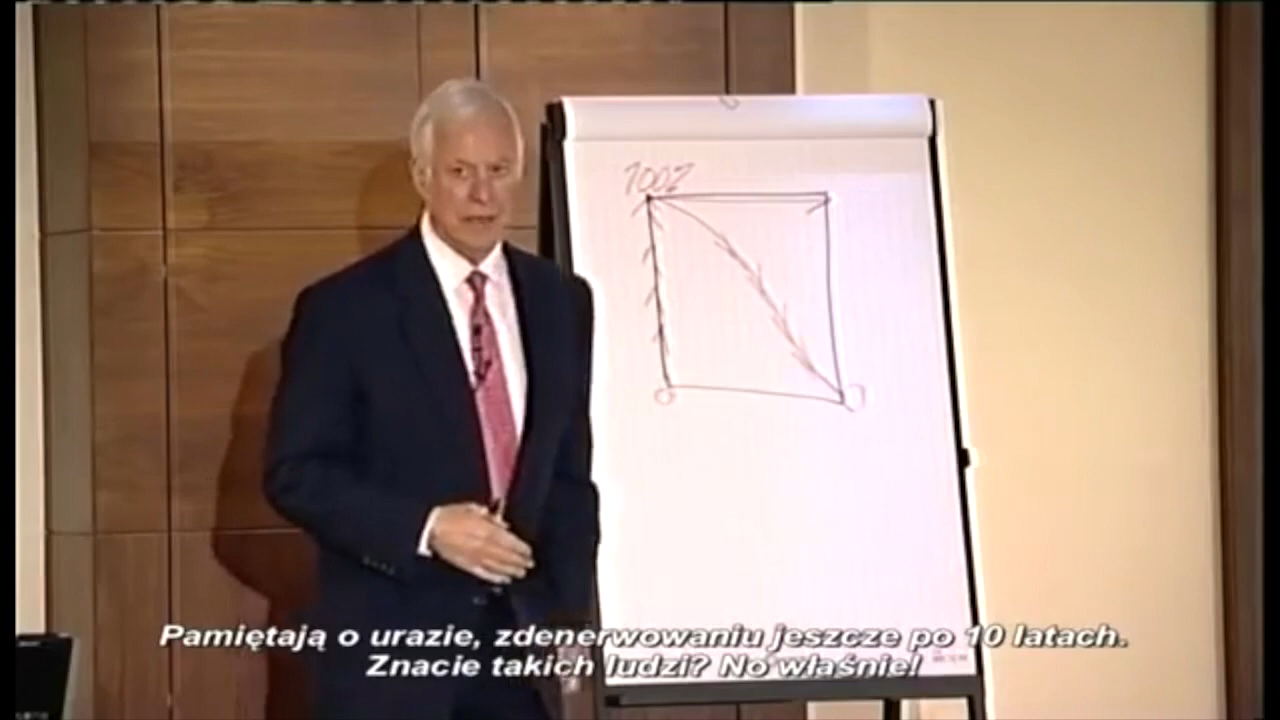 100%
Pamiętają o urazie, zdenerwowaniu jeszcze po 10 latach.
Znacie takich ludzi? No właśnie!